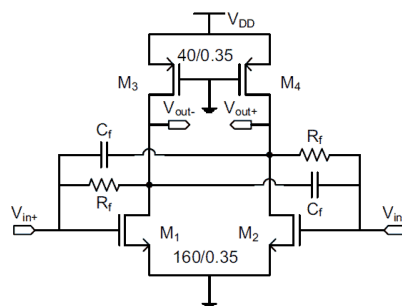 V_DD
40/0.35
M_3
M_4
V_out-
V_out+
C_f
R_f
R_f
C_f
V_in+
V_in
M_1
M_2
160/0.35